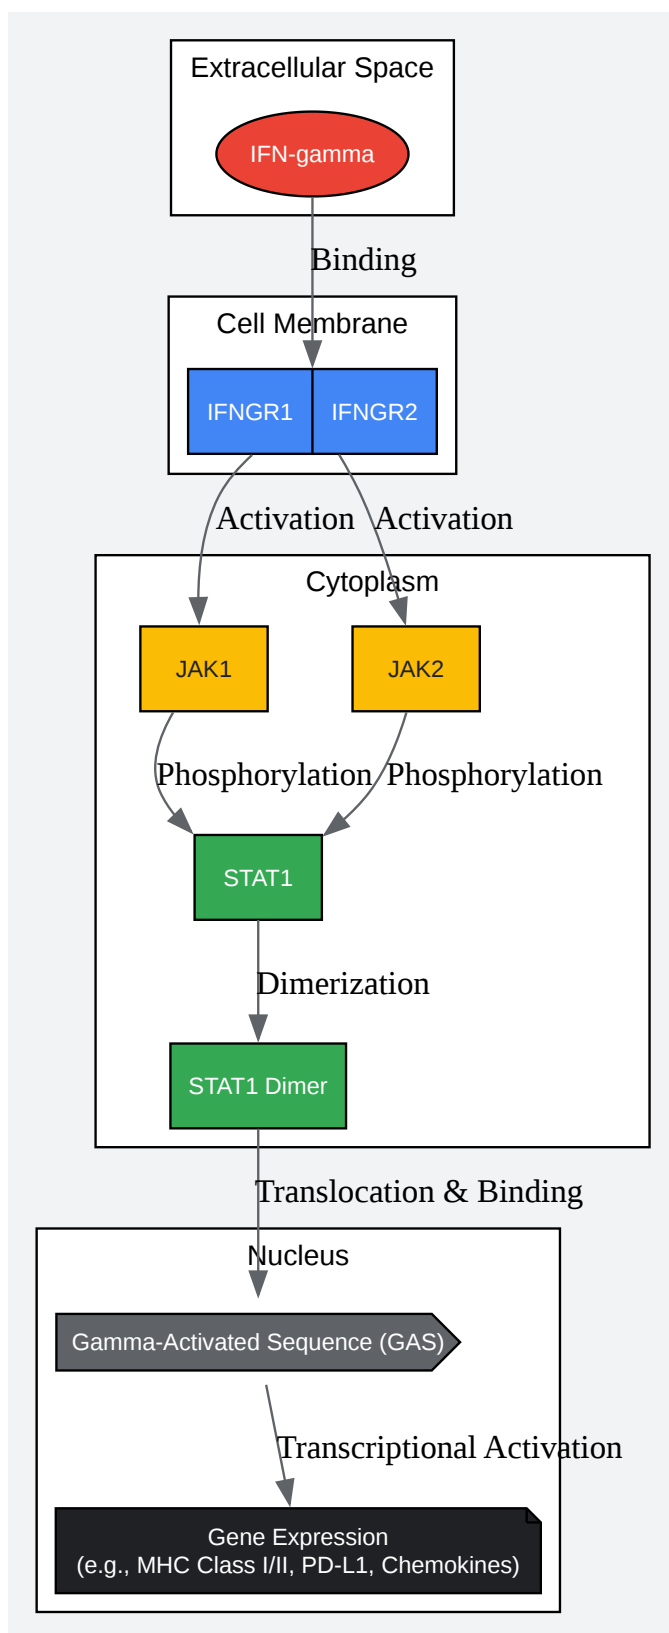 Extracellular Space
IFN-gamma
Binding
Cell Membrane
IFNGR1 IFNGR2
Activation Activation
Cytoplasm
JAK1 JAK2
Phosphorylation Phosphorylation
STAT1
Dimerization
STAT1 Dimer
Translocation & Binding
Nucleus
Gamma-Activated Sequence (GAS)
Transcriptional Activation
Gene Expression
(e.g., MHC Class I/II, PD-L1, Chemokines)